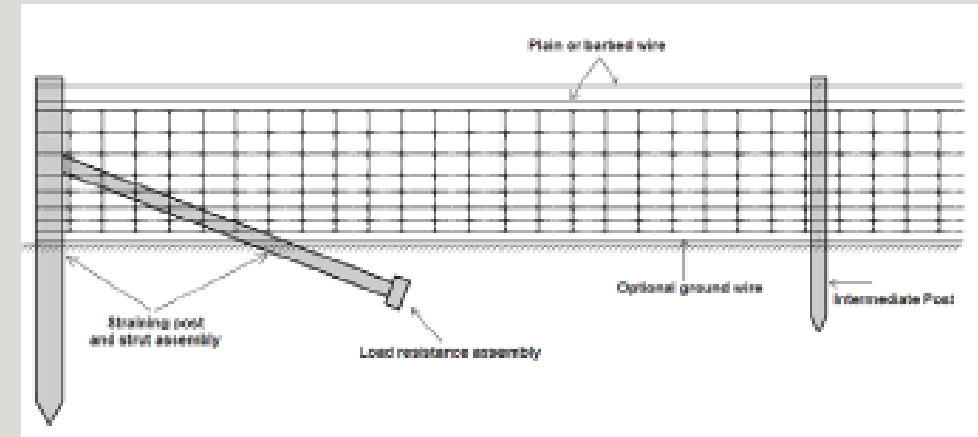 Plain or barbed wire
Optional ground wire
Intermediate Post
Straining post
and strut assembly
Load resistance assembly